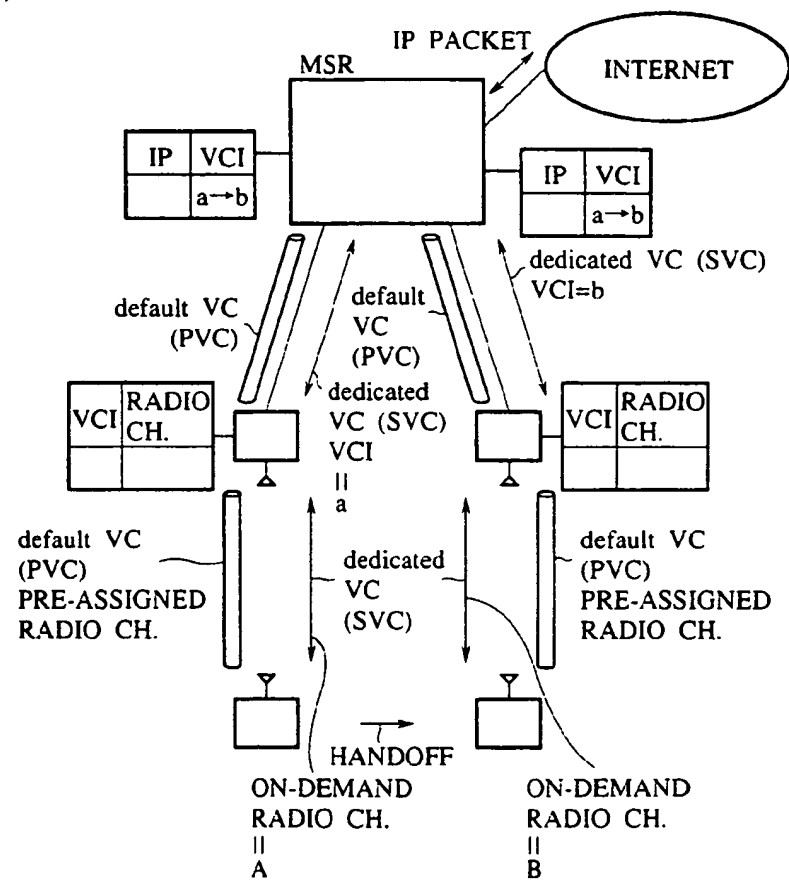 IP PACKET
INTERNET
MSR
IP VCI
a→b
IP VCI
a→b
dedicated VC (SVC)
VCI=b
default VC
(PVC)
default
VC
(PVC)
dedicated
VC (SVC)
VCI
=
a
VCI RADIO
CH.
VCI RADIO
CH.
default VC
(PVC)
PRE-ASSIGNED
RADIO CH.
dedicated
VC
(SVC)
default VC
(PVC)
PRE-ASSIGNED
RADIO CH.
HANDOFF
ON-DEMAND
RADIO CH.
=
A
ON-DEMAND
RADIO CH.
=
B